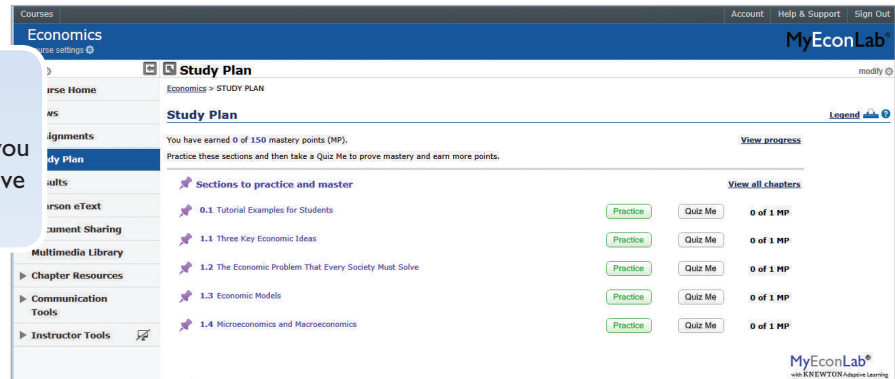 Courses Account Help & Support Sign Out
Economics MyEconLab®
settings
Study Plan modify
Home Economics > STUDY PLAN
Study Plan Legend
you You have earned 0 of 150 mastery points (MP). View progress
Plan Practice these sections and then take a Quiz Me to prove mastery and earn more points.
Sections to practice and master View all chapters
eText 0.1 Tutorial Examples for Students Practice Quiz Me 0 of 1 MP
Sharing
Multimedia Library 1.1 Three Key Economic Ideas Practice Quiz Me 0 of 1 MP
Chapter Resources 1.2 The Economic Problem That Every Society Must Solve Practice Quiz Me 0 of 1 MP
Communication 1.3 Economic Models Practice Quiz Me 0 of 1 MP
Tools
Instructor Tools 1.4 Microeconomics and Macroeconomics Practice Quiz Me 0 of 1 MP
MyEconLab®
with KNEWTON Adaptive Learning